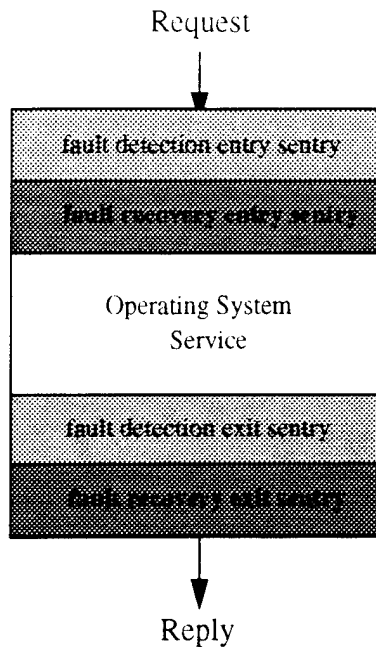 Request
fault detection entry sentry
fault recovery entry sentry
Operating System
Service
fault detection exit sentry
fault recovery exit sentry
Reply